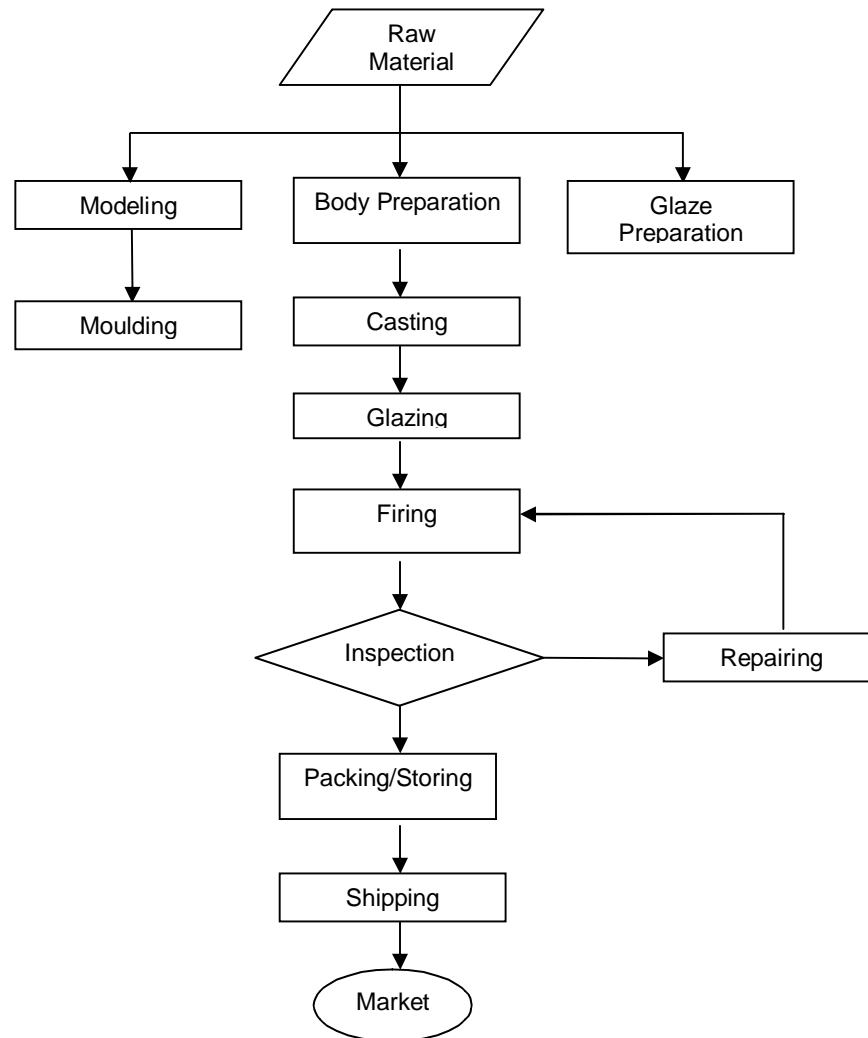 Raw
Material
Modeling
Body Preparation
Glaze
Preparation
Moulding
Casting
Glazing
Firing
Inspection
Repairing
Packing/Storing
Shipping
Market